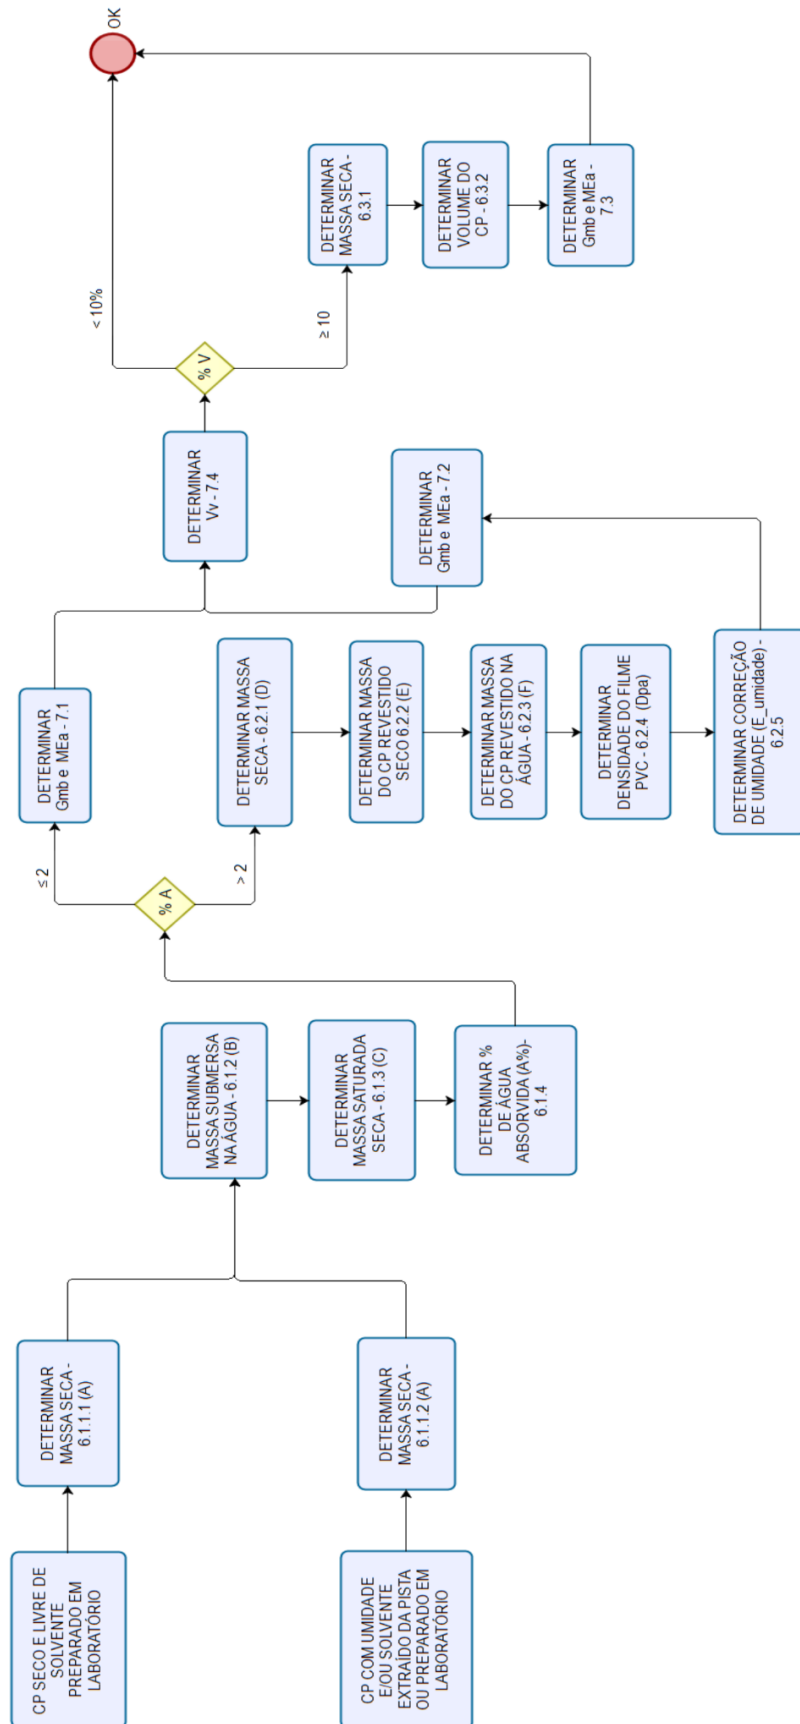 CP SECO E LIVRE DE
SOLVENTE
PREPARADO EM
LABORATÓRIO
DETERMINAR
MASSA SECA -
6.1.1.1 (A)
CP COM UMIDADE
E/OU SOLVENTE
EXTRAÍDO DA PISTA
OU PREPARADO EM
LABORATÓRIO
DETERMINAR
MASSA SECA -
6.1.1.2 (A)
DETERMINAR
MASSA SUBMERSA
NA ÁGUA - 6.1.2 (B)
DETERMINAR
MASSA SATURADA
SECA - 6.1.3 (C)
DETERMINAR %
DE ÁGUA
ABSORVIDA (A%)-
6.1.4
% A
≤ 2
> 2
DETERMINAR
Gmb e MEa - 7.1
DETERMINAR MASSA
SECA - 6.2.1 (D)
DETERMINAR MASSA
DO CP REVESTIDO
SECO 6.2.2 (E)
DETERMINAR MASSA
DO CP REVESTIDO NA
ÁGUA - 6.2.3 (F)
DETERMINAR
DENSIDADE DO FILME
PVC - 6.2.4 (Dpa)
DETERMINAR CORREÇÃO
DE UMIDADE (E_umidade) -
6.2.5
DETERMINAR
Gmb e MEa - 7.2
DETERMINAR
Vv - 7.4
% V
< 10%
≥ 10
DETERMINAR
MASSA SECA -
6.3.1
DETERMINAR
VOLUME DO
CP - 6.3.2
DETERMINAR
Gmb e MEa -
7.3
OK